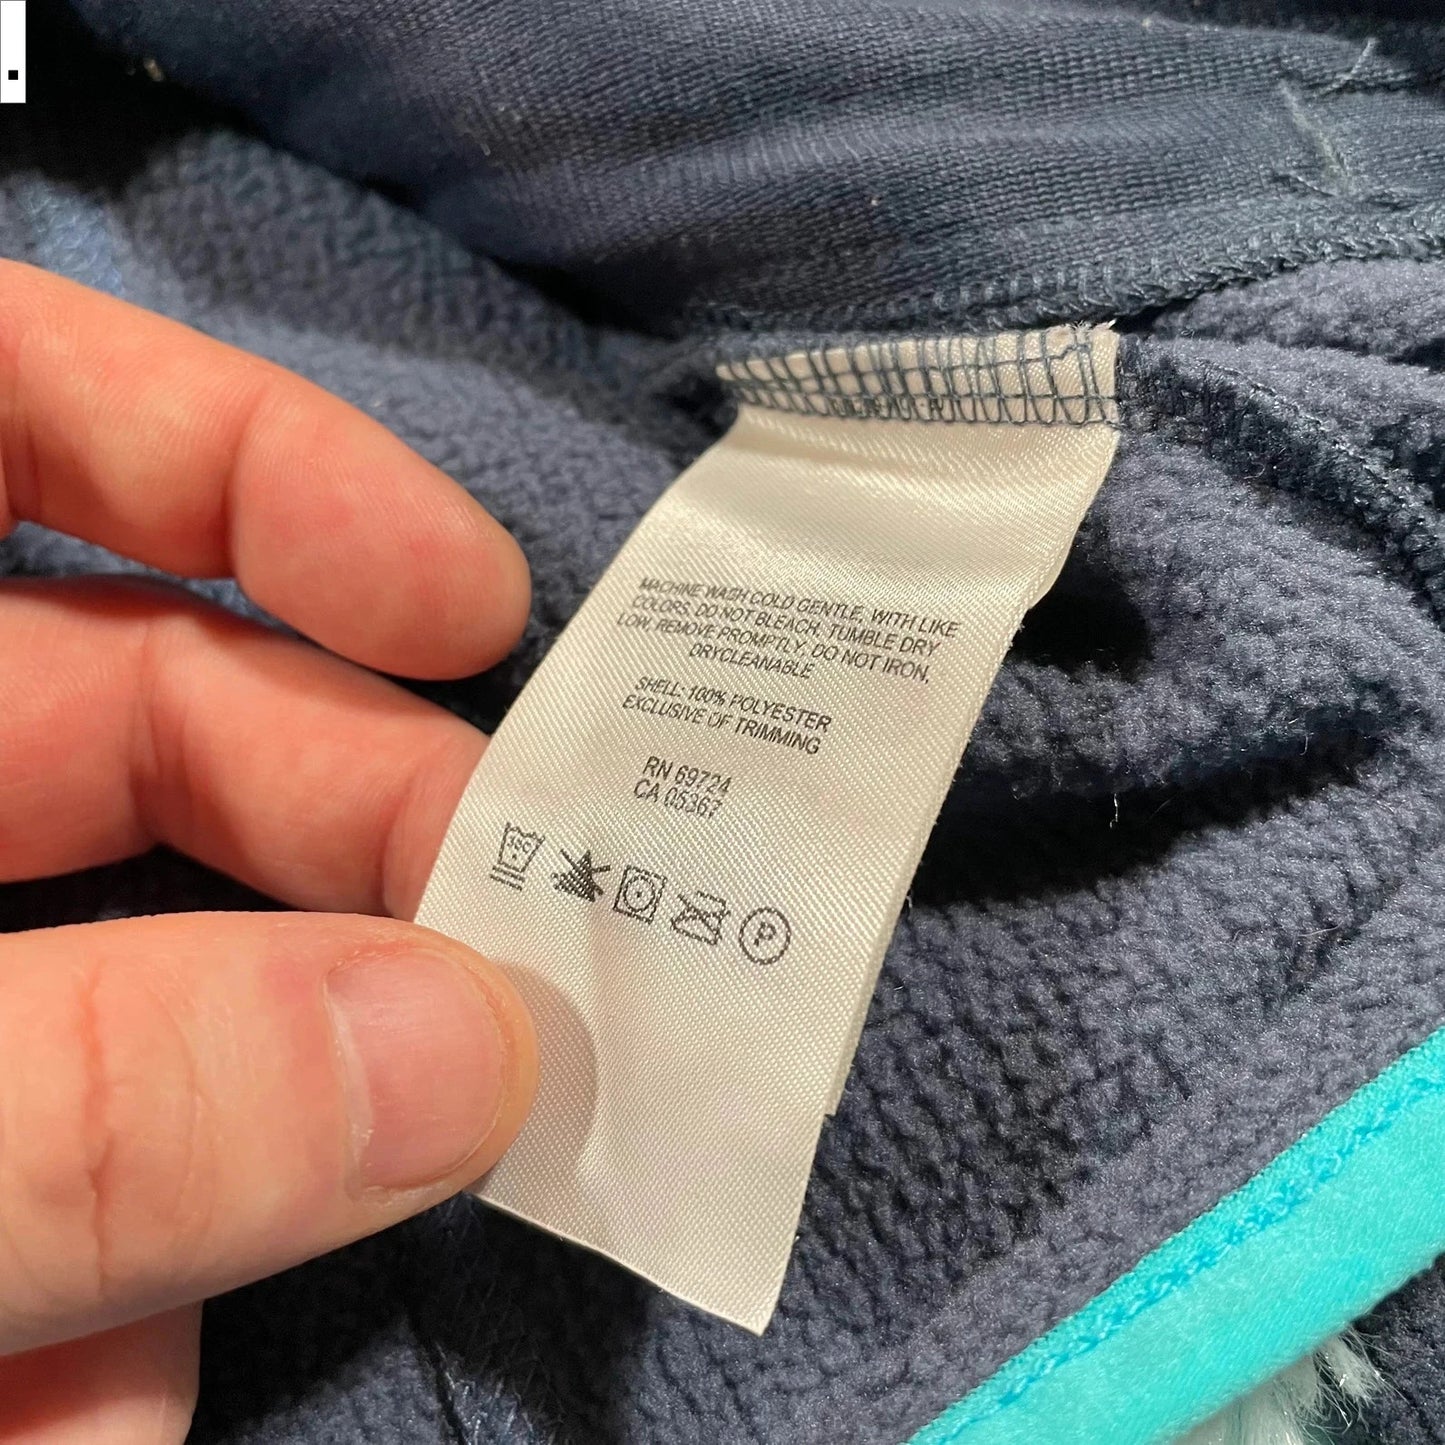 .
MACHINE WASH COLD GENTLE, WITH LIKE
COLORS, DO NOT BLEACH, TUMBLE DRY
LOW, REMOVE PROMPTLY, DO NOT IRON,
DRYCLEANABLE
SHELL: 100% POLYESTER
EXCLUSIVE OF TRIMMING
RN 69724
CA 05367
P